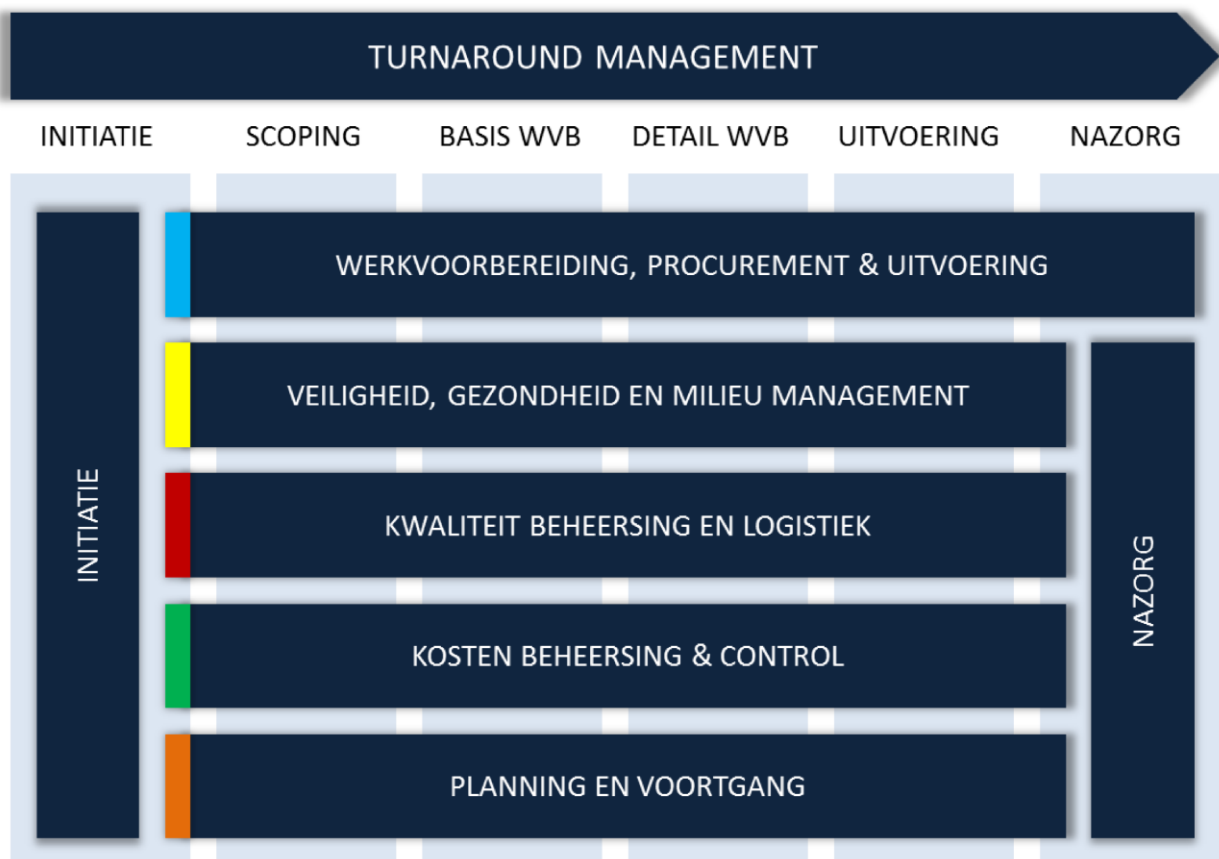 TURNAROUND MANAGEMENT
INITIATIE
SCOPING
BASIS WVB
DETAIL WVB
UITVOERING
NAZORG
INITIATIE
WERKVOORBEREIDING, PROCUREMENT & UITVOERING
VEILIGHEID, GEZONDHEID EN MILIEU MANAGEMENT
KWALITEIT BEHEERSING EN LOGISTIEK
KOSTEN BEHEERSING & CONTROL
PLANNING EN VOORTGANG
NAZORG